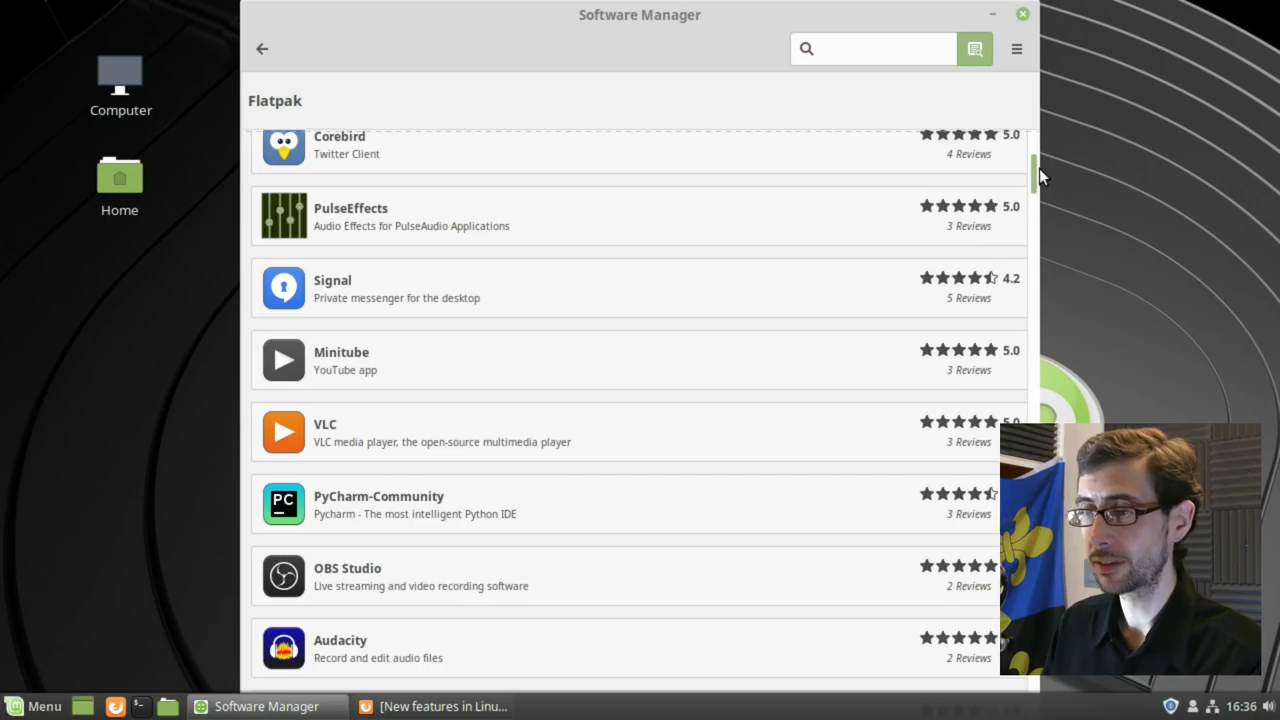 Software Manager
Computer
Home
Flatpak
Corebird
5.0
Twitter Client
4 Reviews
PulseEffects
5.0
Audio Effects for PulseAudio Applications
3 Reviews
Signal
4.2
Private messenger for the desktop
5 Reviews
Minitube
5.0
YouTube app
3 Reviews
VLC
5.0
VLC media player, the open-source multimedia player
3 Reviews
PC
PyCharm-Community
Pycharm - The most intelligent Python IDE
3 Reviews
OBS Studio
Live streaming and video recording software
2 Reviews
Audacity
Record and edit audio files
2 Reviews
Menu
Software Manager
[New features in Linu...
16:36